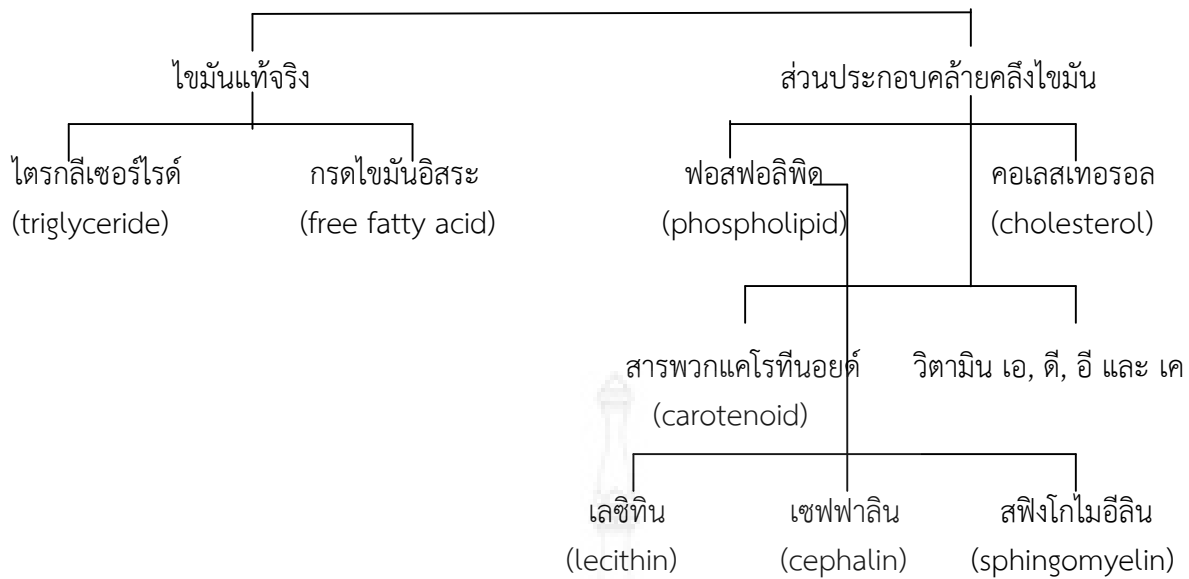 ไขมันแท้จริง ส่วนประกอบคล้ายคลึงไขมัน
ไตรกลีเซอร์ไรด์ กรดไขมันอิสระ ฟอสฟอลิพิด คอเลสเทอรอล
(triglyceride) (free fatty acid) (phospholipid) (cholesterol)
สารพวกแคโรทีนอยด์ วิตามิน เอ, ดี, อี และ เค
(carotenoid)
เลซิทิน เซฟฟาลิน สฟิงโกไมอีลิน
(lecithin) (cephalin) (sphingomyelin)